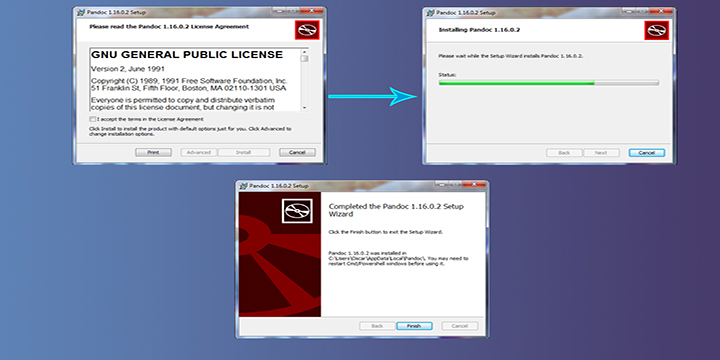 Pandoc 1.16.0.2 Setup
Please read the Pandoc 1.16.0.2 License Agreement
GNU GENERAL PUBLIC LICENSE
Version 2, June 1991
Copyright (C) 1989, 1991 Free Software Foundation, Inc.
51 Franklin St, Fifth Floor, Boston, MA 02110-1301 USA
Everyone is permitted to copy and distribute verbatim
copies of this license document, but changing it is not
I accept the terms in the License Agreement
Click Install to install the product with default options just for you. Click Advanced to
change installation options.
Print Advanced Install Cancel
Pandoc 1.16.0.2 Setup
Installing Pandoc 1.16.0.2
Please wait while the Setup Wizard installs Pandoc 1.16.0.2.
Status:
Back Next Cancel
Pandoc 1.16.0.2 Setup
Completed the Pandoc 1.16.0.2 Setup
Wizard
Click the Finish button to exit the Setup Wizard.
Pandoc 1.16.0.2 was installed in
C:\Users\Oscar\AppData\Local\Pandoc\. You may need to
restart Cmd/Powershell windows before using it.
Back Finish Cancel